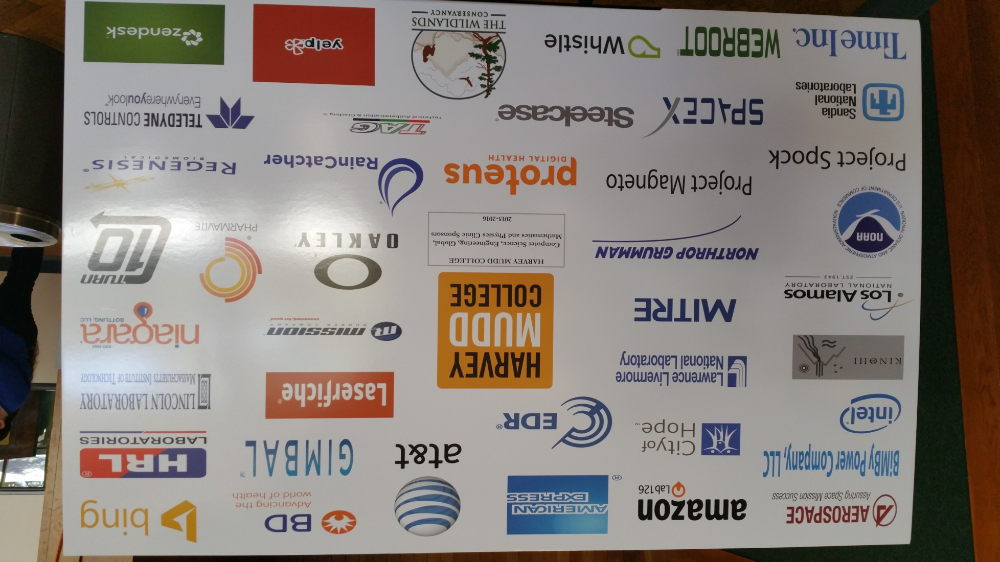 AEROSPACE
Assuring Space Mission Success
amazon
Lab126
AMERICAN
EXPRESS
®
at&t
BD
Advancing the
world of health
bing
BiMBy Power Company, LLC
City of
Hope™
EDR®
GIMBAL™
HRL®
LABORATORIES
intel®
KINOHI
Lawrence Livermore
National Laboratory
HARVEY
MUDD
COLLEGE
Laserfiche®
LINCOLN LABORATORY
MASSACHUSETTS INSTITUTE OF TECHNOLOGY
Los Alamos
NATIONAL LABORATORY
EST. 1943
MITRE
mission
RUBBER COMPANY
connected, for good™
EST. 1963
niagara
BOTTLING, LLC
NOAA
NATIONAL OCEANIC AND ATMOSPHERIC ADMINISTRATION
U.S. DEPARTMENT OF COMMERCE
NORTHROP GRUMMAN
HARVEY MUDD COLLEGE
Computer Science, Engineering, Global,
Mathematics and Physics Clinic Sponsors
2015-2016
OAKLEY®
PHARMAVITE®
TURN
10
Project Spock
Project Magneto
proteus
DIGITAL HEALTH
RainCatcher®
REGENESIS®
BIOMEDICAL
Sandia
National
Laboratories
SPACEX
Steelcase®
TAG
Technical Authentication & Grading ©
TELEDYNE CONTROLS
Everywhereyoulook™
Time Inc.
WEBROOT®
Whistle
THE WILDLANDS
CONSERVANCY
yelp
zendesk